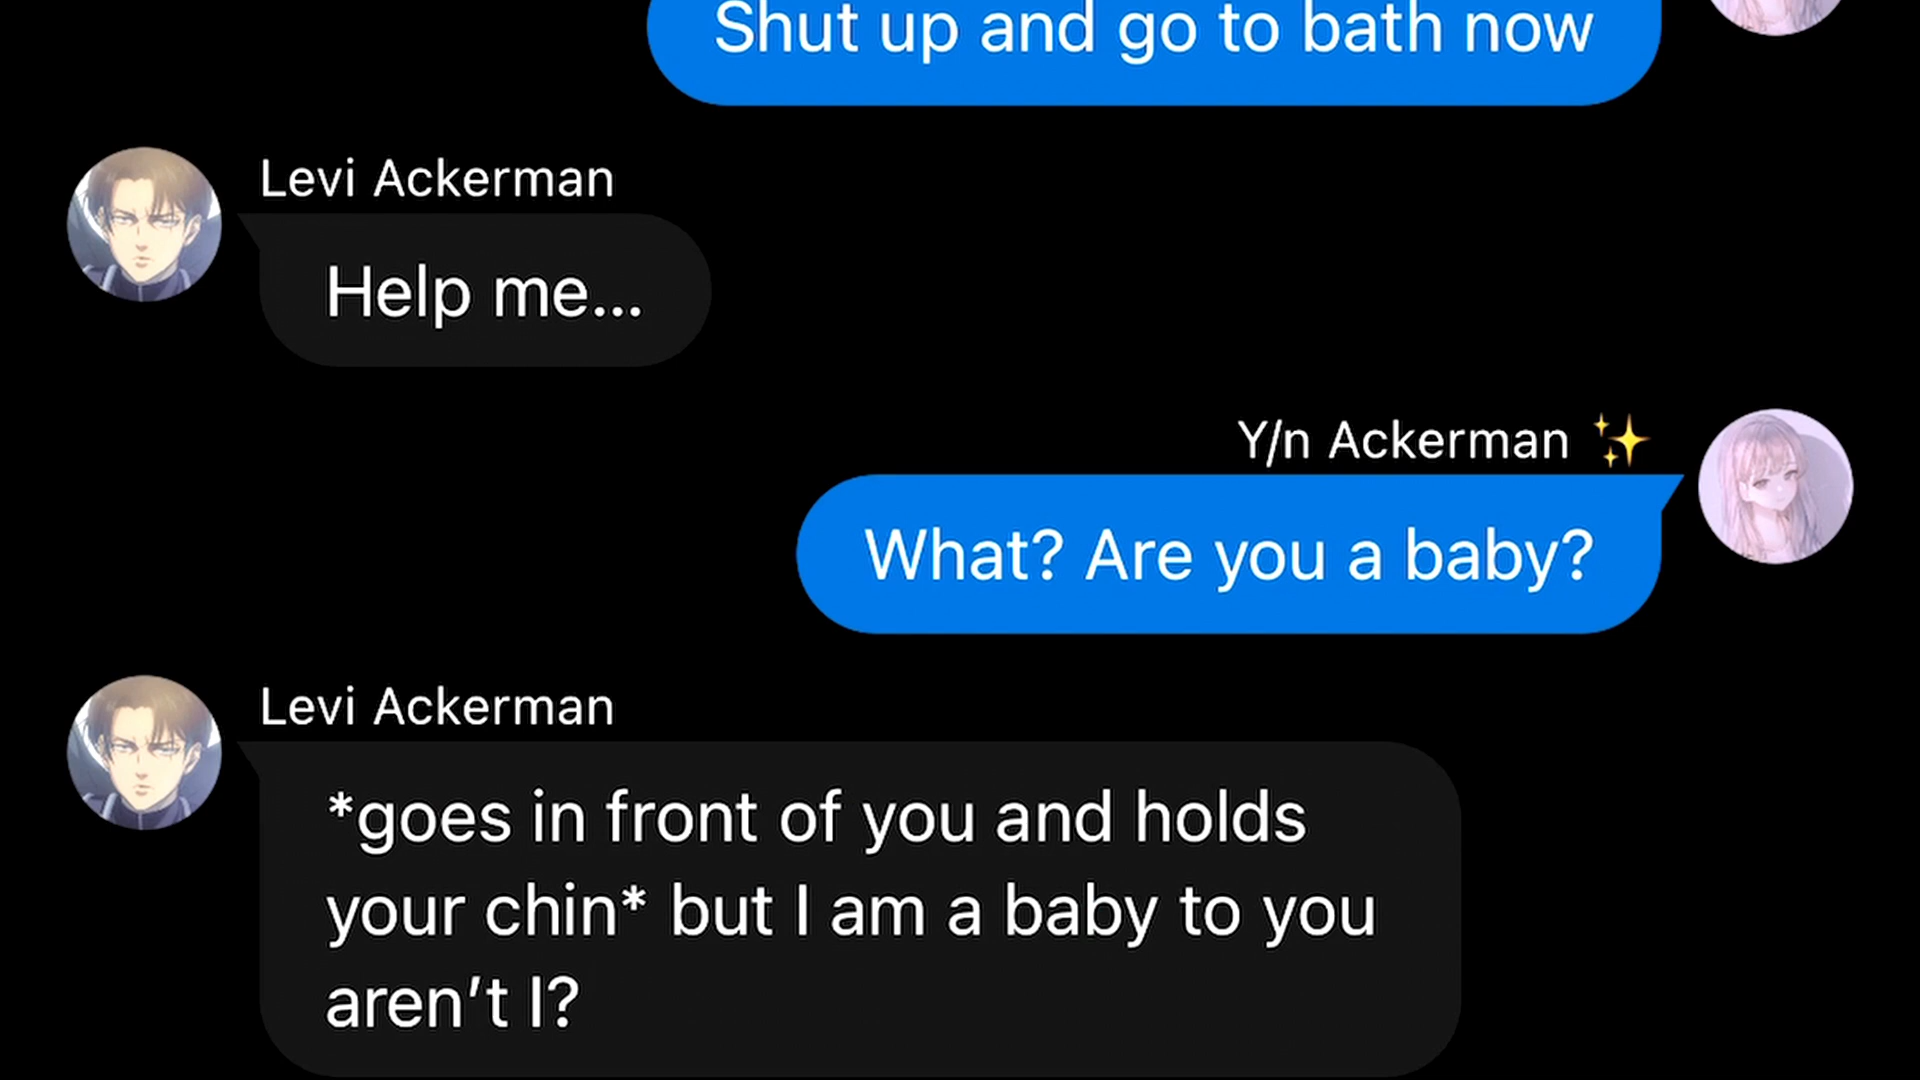 Shut up and go to bath now
Levi Ackerman
Help me...
Y/n Ackerman ✨
What? Are you a baby?
Levi Ackerman
*goes in front of you and holds
your chin* but I am a baby to you
aren’t I?